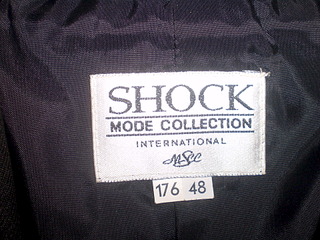 SHOCK
MODE COLLECTION
INTERNATIONAL
176 48